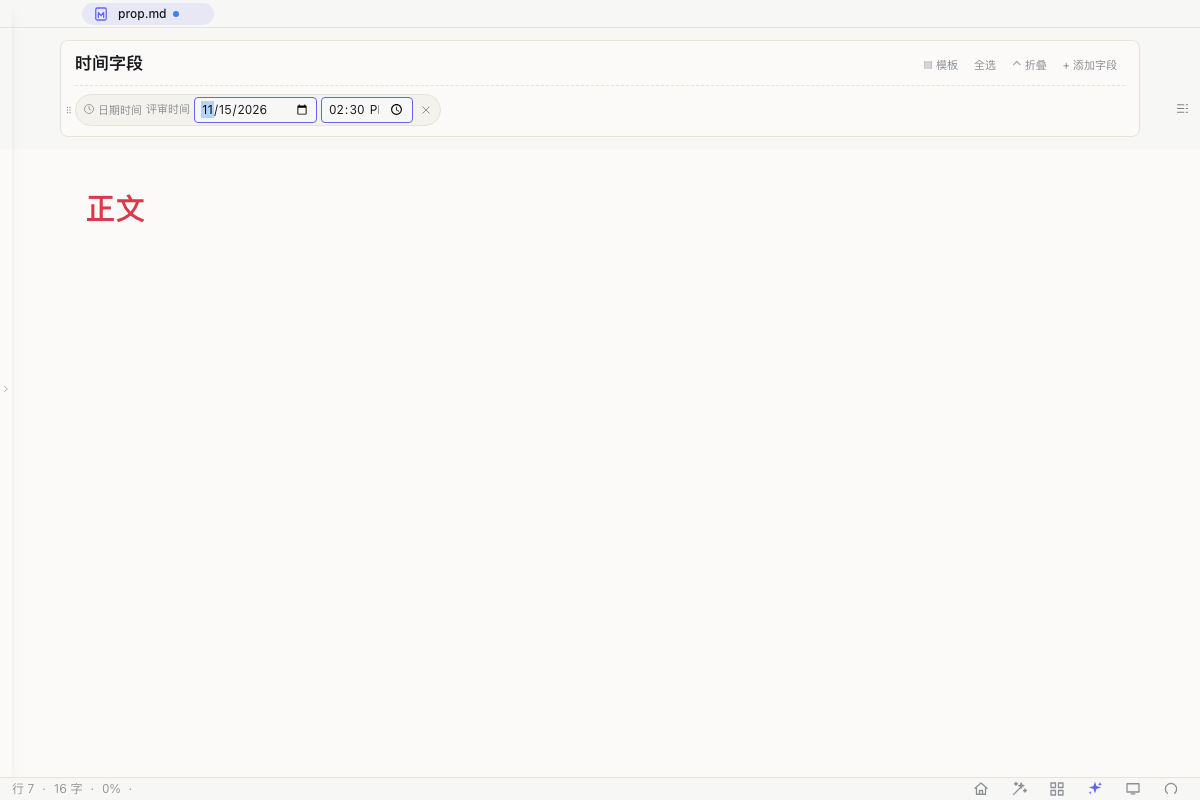 prop.md
时间字段
模板 全选 折叠 + 添加字段
日期时间 评审时间 11/15/2026 02:30
正文
行 7 · 16 字 · 0% ·